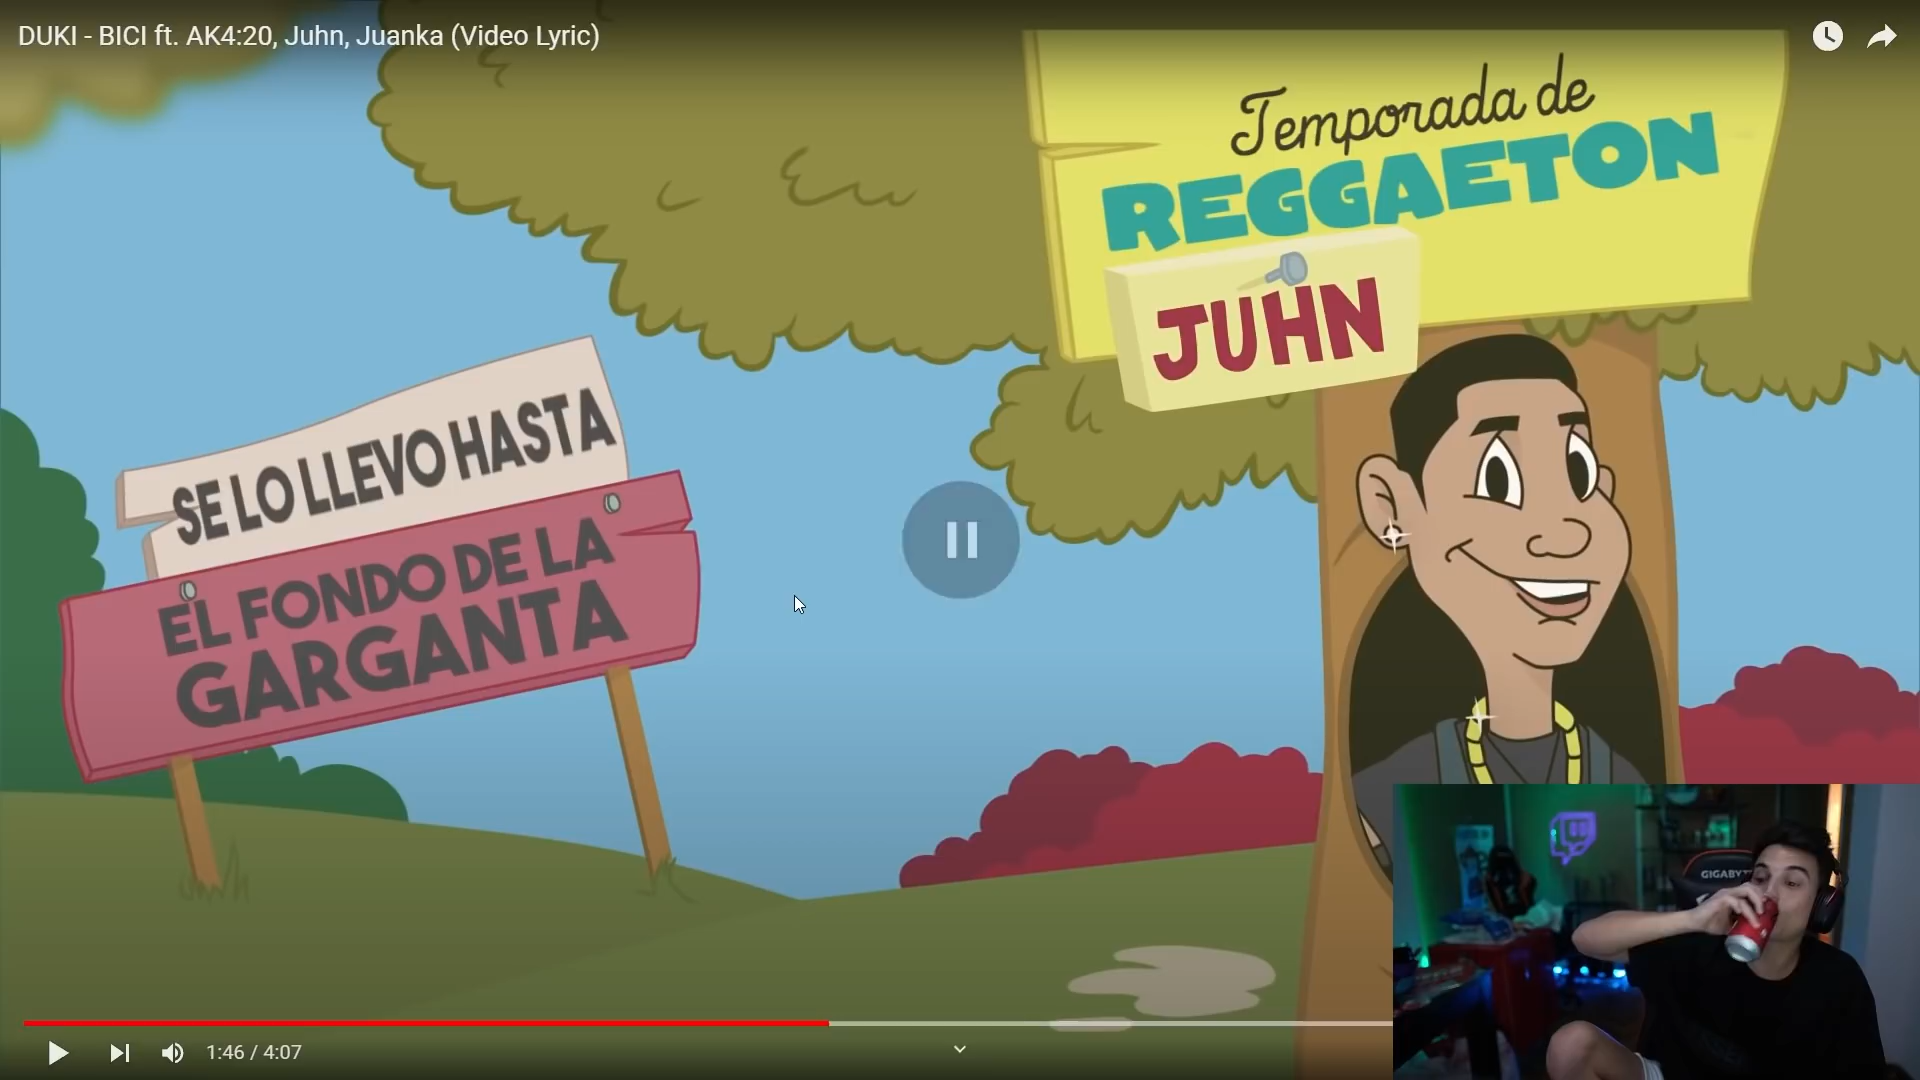 DUKI - BICI ft. AK4:20, Juhn, Juanka (Video Lyric)
Temporada de
REGGAETON
JUHN
SE LO LLEVO HASTA
EL FONDO DE LA
GARGANTA
GIGABYTE
1:46 / 4:07